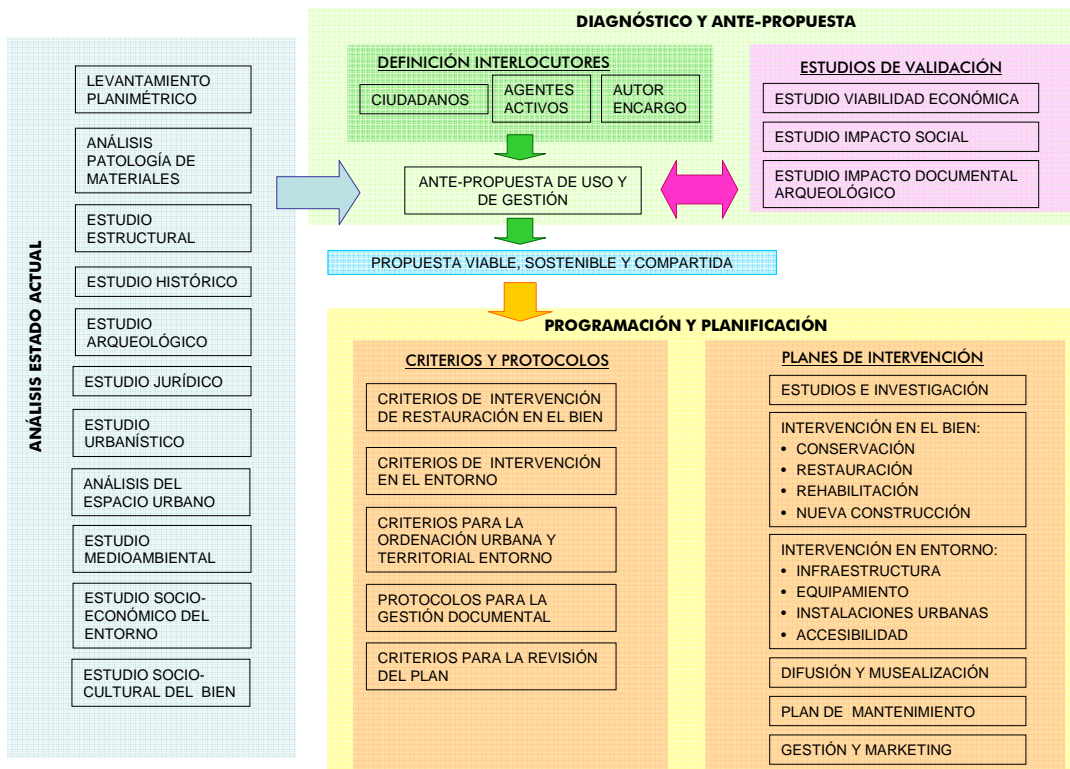 ANÁLISIS ESTADO ACTUAL
LEVANTAMIENTO
PLANIMÉTRICO
ANÁLISIS
PATOLOGÍA DE
MATERIALES
ESTUDIO
ESTRUCTURAL
ESTUDIO HISTÓRICO
ESTUDIO
ARQUEOLÓGICO
ESTUDIO JURÍDICO
ESTUDIO
URBANÍSTICO
ANÁLISIS DEL
ESPACIO URBANO
ESTUDIO
MEDIOAMBIENTAL
ESTUDIO SOCIO-
ECONÓMICO DEL
ENTORNO
ESTUDIO SOCIO-
CULTURAL DEL BIEN
DIAGNÓSTICO Y ANTE-PROPUESTA
DEFINICIÓN INTERLOCUTORES
CIUDADANOS
AGENTES
ACTIVOS
AUTOR
ENCARGO
ANTE-PROPUESTA DE USO Y
DE GESTIÓN
ESTUDIOS DE VALIDACIÓN
ESTUDIO VIABILIDAD ECONÓMICA
ESTUDIO IMPACTO SOCIAL
ESTUDIO IMPACTO DOCUMENTAL
ARQUEOLÓGICO
PROPUESTA VIABLE, SOSTENIBLE Y COMPARTIDA
PROGRAMACIÓN Y PLANIFICACIÓN
CRITERIOS Y PROTOCOLOS
CRITERIOS DE INTERVENCIÓN
DE RESTAURACIÓN EN EL BIEN
CRITERIOS DE INTERVENCIÓN
EN EL ENTORNO
CRITERIOS PARA LA
ORDENACIÓN URBANA Y
TERRITORIAL ENTORNO
PROTOCOLOS PARA LA
GESTIÓN DOCUMENTAL
CRITERIOS PARA LA REVISIÓN
DEL PLAN
PLANES DE INTERVENCIÓN
ESTUDIOS E INVESTIGACIÓN
INTERVENCIÓN EN EL BIEN:
• CONSERVACIÓN
• RESTAURACIÓN
• REHABILITACIÓN
• NUEVA CONSTRUCCIÓN
INTERVENCIÓN EN ENTORNO:
• INFRAESTRUCTURA
• EQUIPAMIENTO
• INSTALACIONES URBANAS
• ACCESIBILIDAD
DIFUSIÓN Y MUSEALIZACIÓN
PLAN DE MANTENIMIENTO
GESTIÓN Y MARKETING